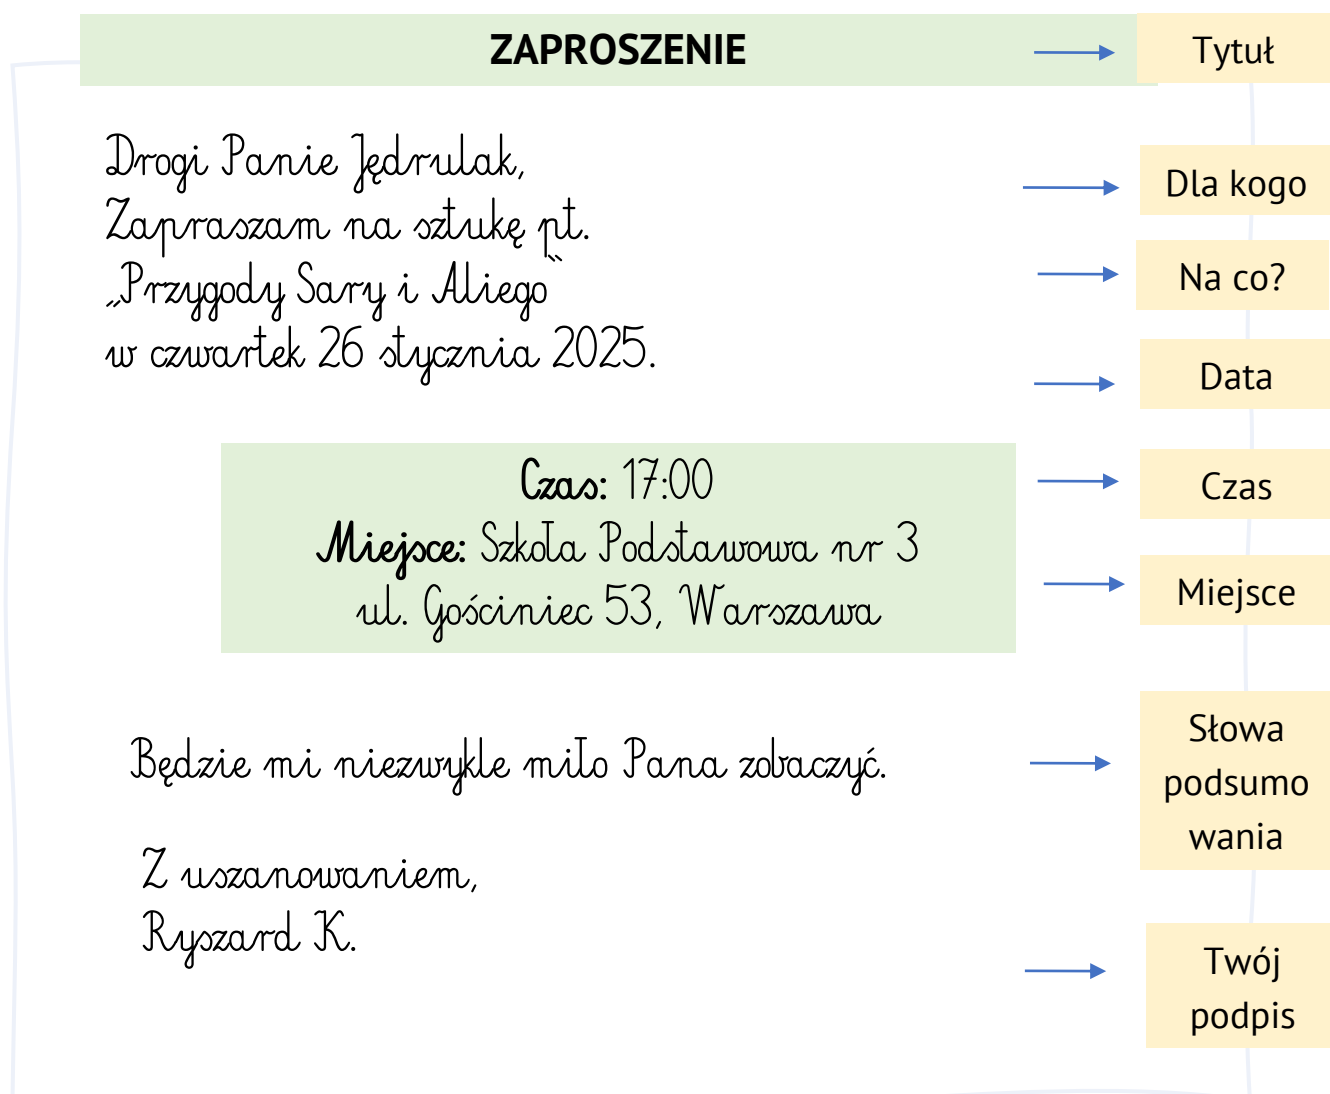 ZAPROSZENIE
Tytuł
Drogi Panie Jędrulak,
Dla kogo
Zapraszam na sztukę pt.
Na co?
„Przygody Sary i Aliego‟
w czwartek 26 stycznia 2025.
Data
Czas: 17:00
Czas
Miejsce: Szkoła Podstawowa nr 3
ul. Gościniec 53, Warszawa
Miejsce
Będzie mi niezwykle miło Pana zobaczyć.
Słowa
podsumo
wania
Z uszanowaniem,
Ryszard K.
Twój
podpis